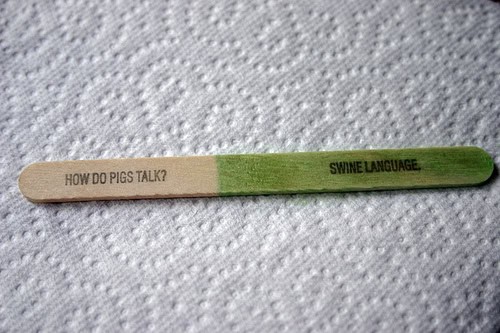 HOW DO PIGS TALK? SWINE LANGUAGE.